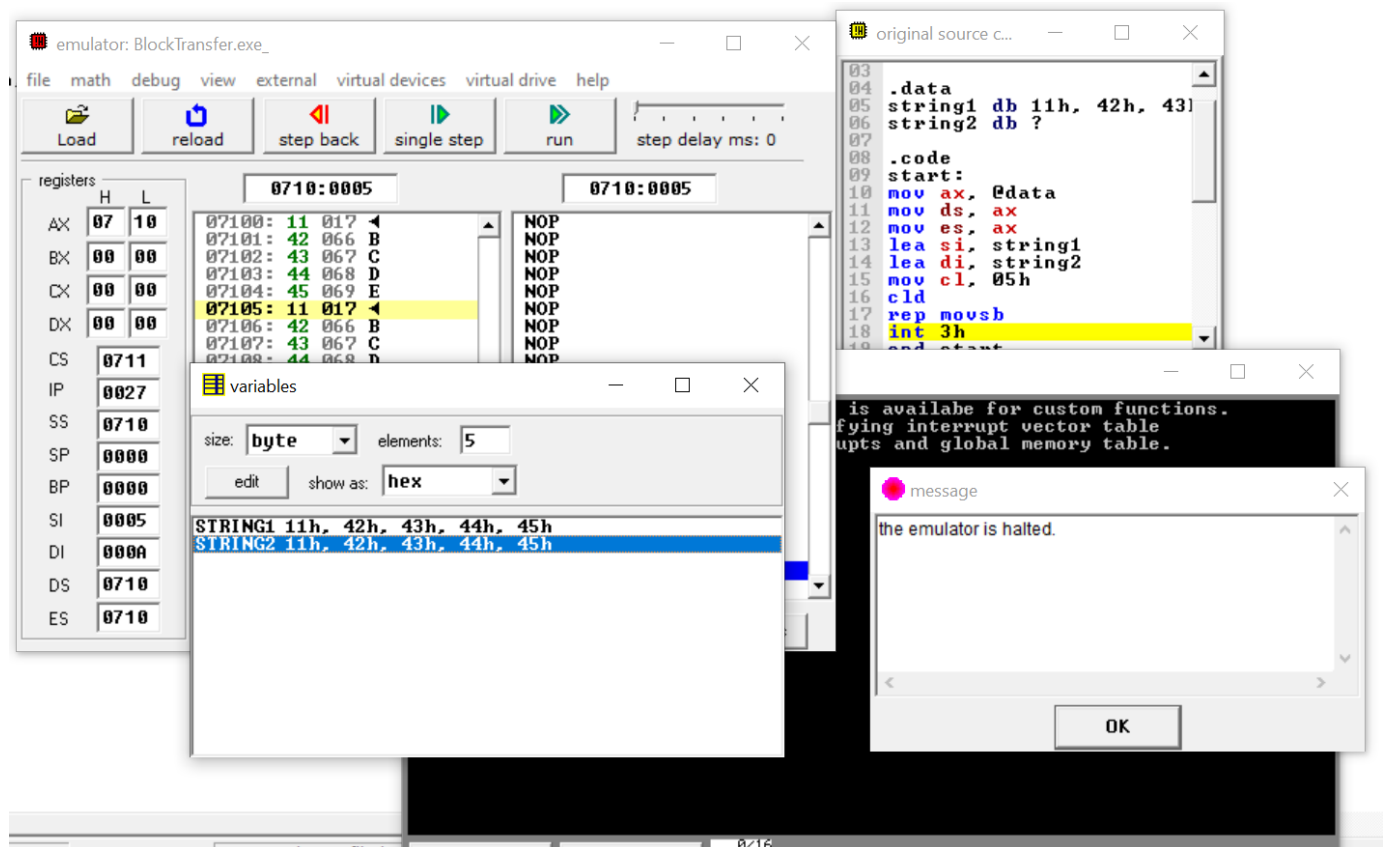 emulator: BlockTransfer.exe_
file math debug view external virtual devices virtual drive help
Load reload step back single step run step delay ms: 0
registers
H L
0710:0005 0710:0005
AX 07 10
BX 00 00
CX 00 00
DX 00 00
CS 0711
IP 0027
SS 0710
SP 0000
BP 0000
SI 0005
DI 000A
DS 0710
ES 0710
07100: 11 017 ◄
07101: 42 066 B
07102: 43 067 C
07103: 44 068 D
07104: 45 069 E
07105: 11 017 ◄
07106: 42 066 B
07107: 43 067 C
07108: 44 068 D
NOP
NOP
NOP
NOP
NOP
NOP
NOP
NOP
NOP
original source c...
03
04 .data
05 string1 db 11h, 42h, 43
06 string2 db ?
07
08 .code
09 start:
10 mov ax, @data
11 mov ds, ax
12 mov es, ax
13 lea si, string1
14 lea di, string2
15 mov cl, 05h
16 cld
17 rep movsb
18 int 3h
19 end start
variables
size: byte elements: 5
edit show as: hex
STRING1 11h, 42h, 43h, 44h, 45h
STRING2 11h, 42h, 43h, 44h, 45h
is availabe for custom functions.
fying interrupt vector table
upts and global memory table.
message
the emulator is halted.
OK
0/16